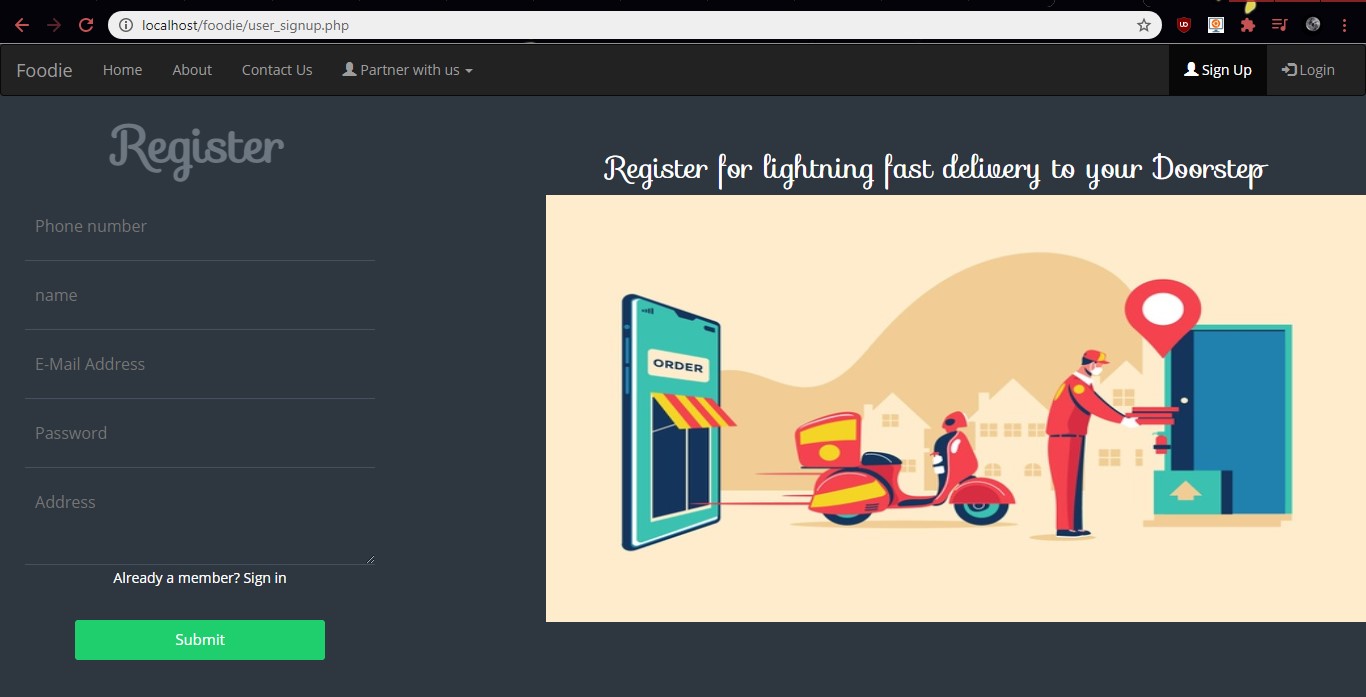 localhost/foodie/user_signup.php
Foodie Home About Contact Us Partner with us Sign Up Login
Register
Phone number
name
E-Mail Address
Password
Address
Already a member? Sign in
Submit
Register for lightning fast delivery to your Doorstep
ORDER